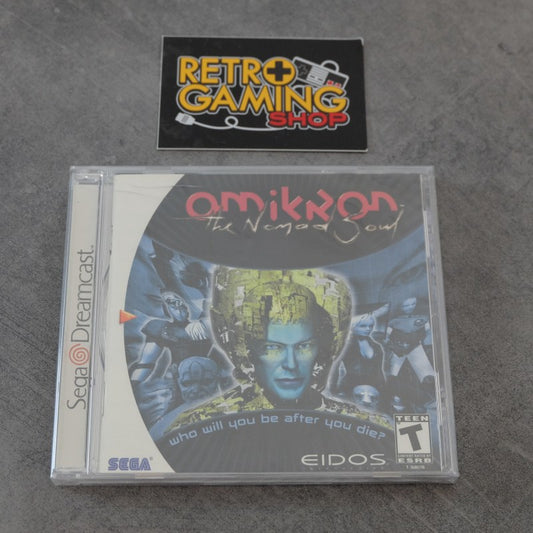 RETRO
GAMING
SHOP
omikron
The Nomad Soul
Sega Dreamcast.
who will you be after you die?
TEEN
T
ESRB
SEGA
EIDOS